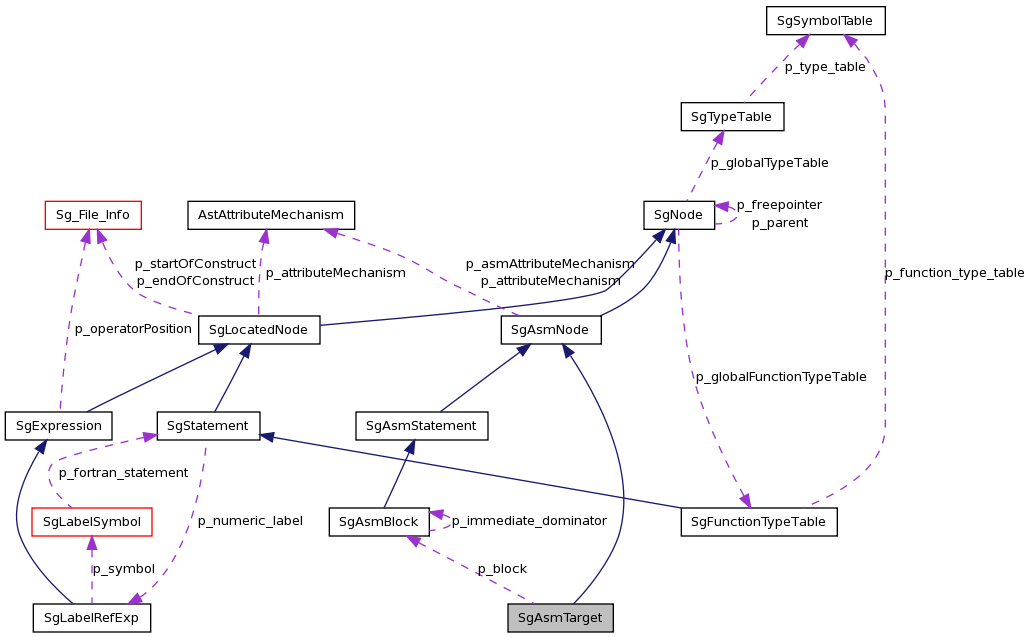 SgSymbolTable
p_type_table
SgTypeTable
p_globalTypeTable
Sg_File_Info
AstAttributeMechanism
SgNode
p_freepointer
p_parent
p_startOfConstruct
p_endOfConstruct
p_attributeMechanism
p_asmAttributeMechanism
p_attributeMechanism
p_function_type_table
p_operatorPosition
SgLocatedNode
SgAsmNode
p_globalFunctionTypeTable
SgExpression
SgStatement
SgAsmStatement
p_fortran_statement
SgLabelSymbol
p_numeric_label
SgAsmBlock
p_immediate_dominator
SgFunctionTypeTable
p_symbol
p_block
SgLabelRefExp
SgAsmTarget